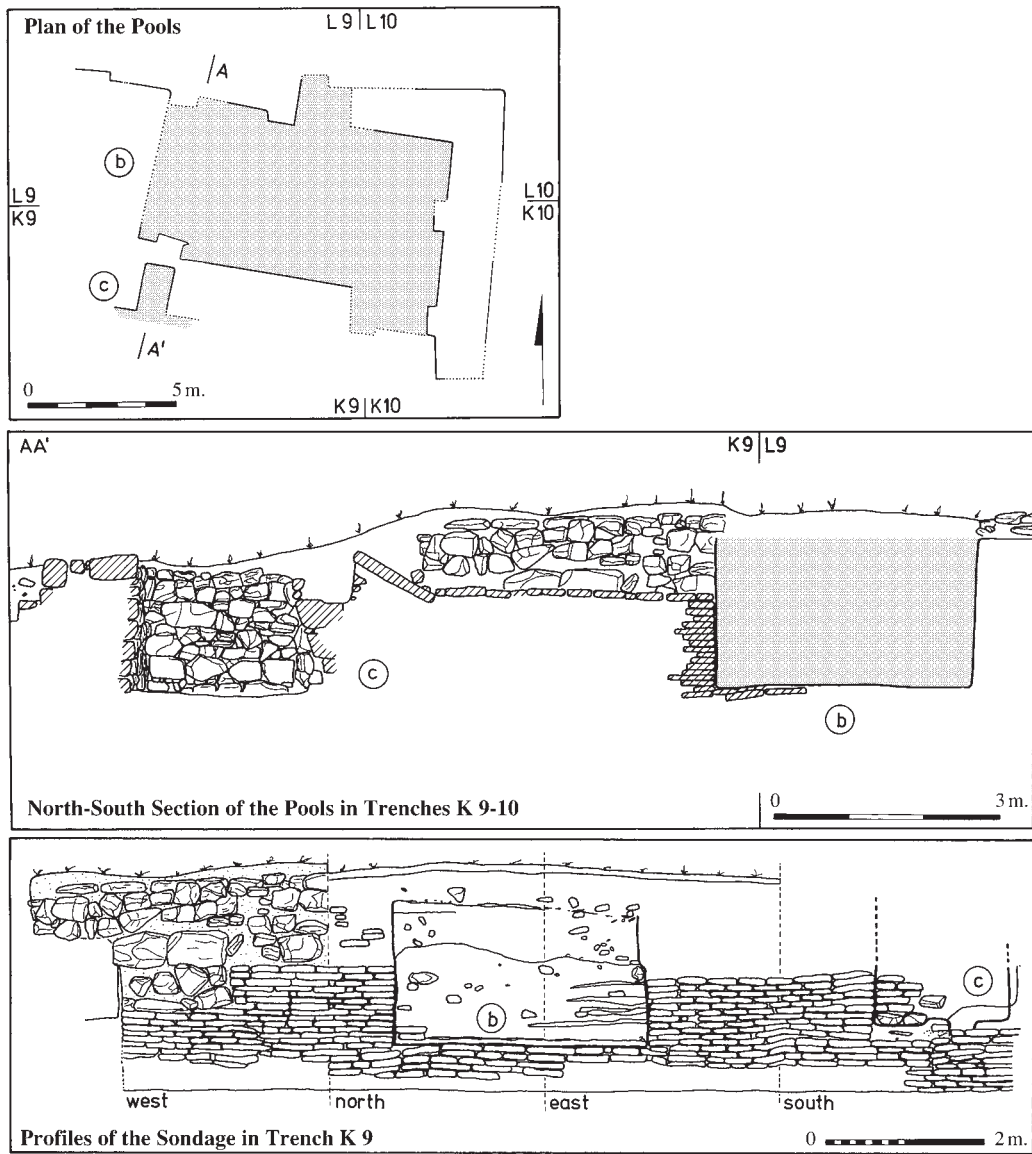 Plan of the Pools
L 9 | L 10
A
b
L9
K9
L10
K10
c
A'
0 5 m.
K9 | K10
AA'
K9 | L9
c
b
North-South Section of the Pools in Trenches K 9-10
0 3 m.
c
b
west north east south
Profiles of the Sondage in Trench K 9
0 2 m.